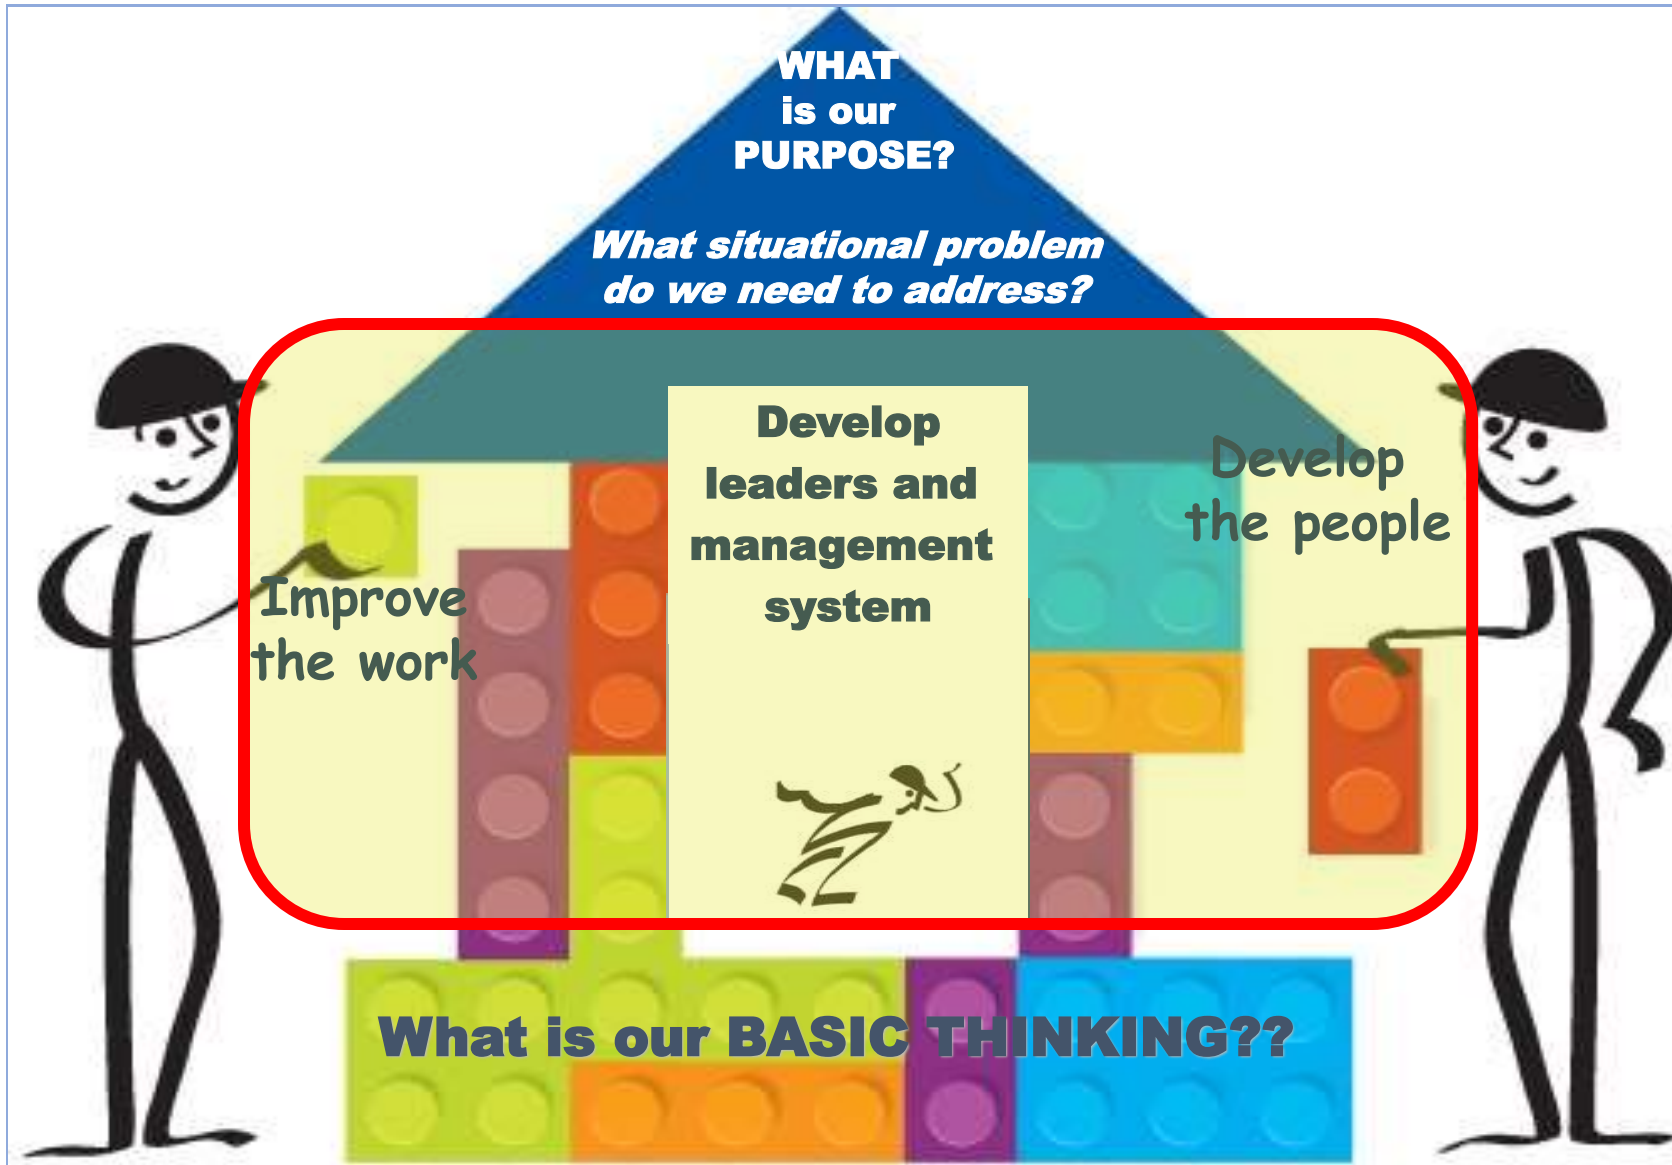 WHAT
is our
PURPOSE?
What situational problem
do we need to address?
Develop
leaders and
management
system
Improve
the work
Develop
the people
What is our BASIC THINKING??